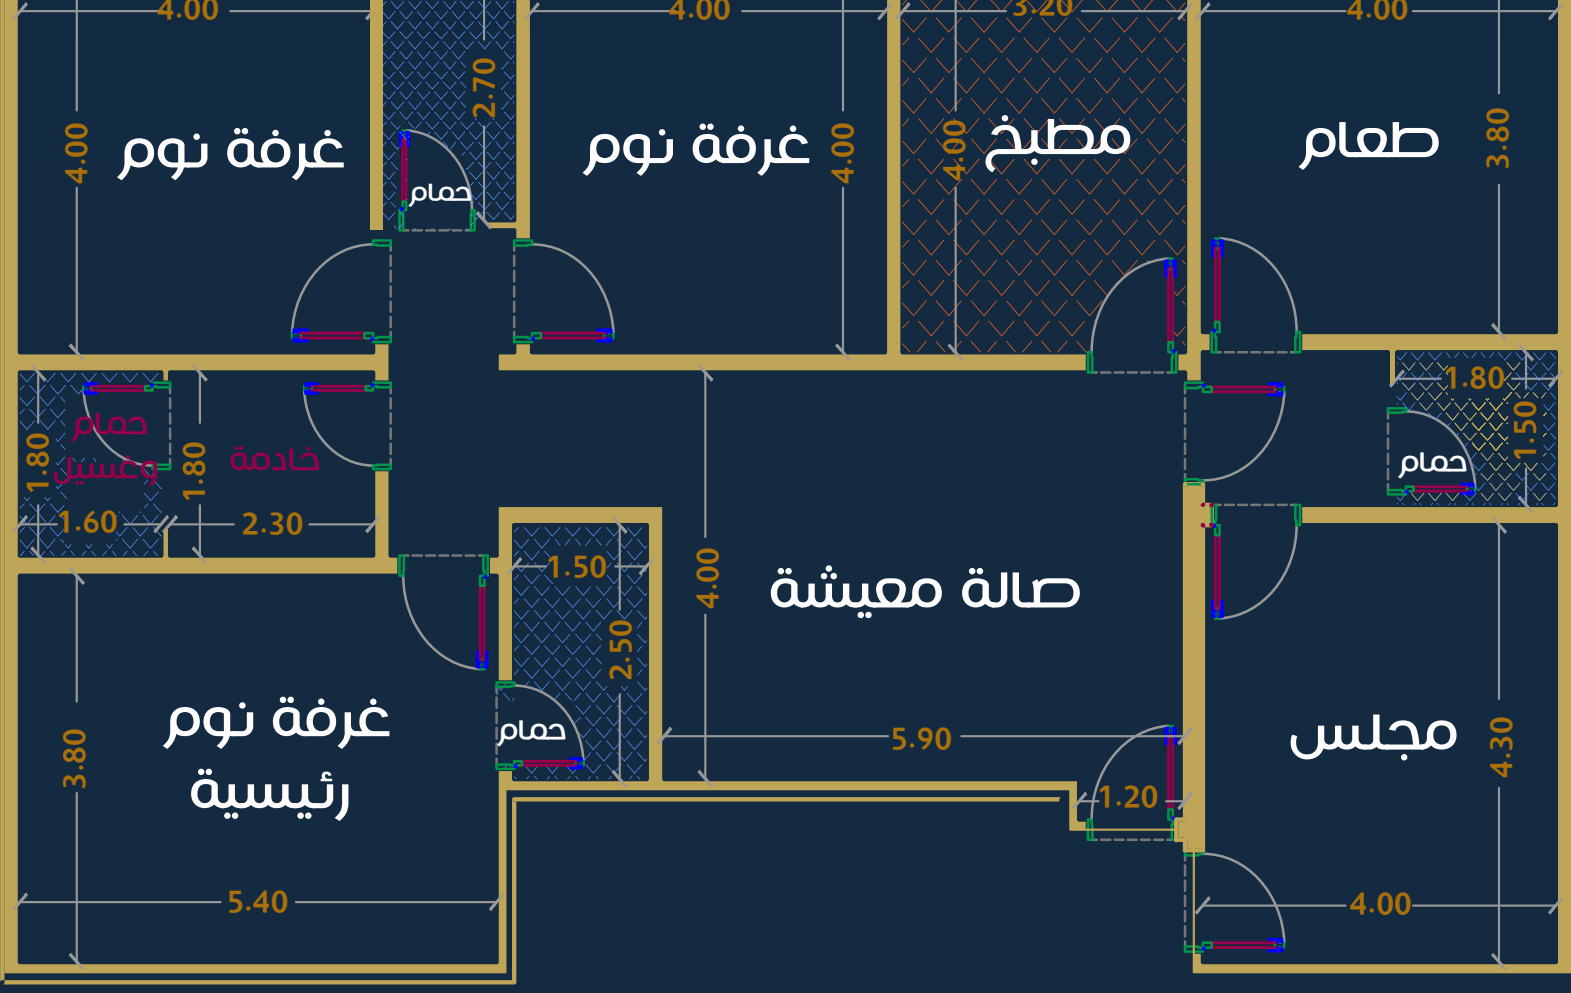 4.00
4.00
3.20
4.00
2.70
4.00
غرفة نوم
حمام
غرفة نوم
4.00
4.00
مطبخ
طعام
3.80
1.80
1.50
حمام
حمام
وغسيل
1.80
1.80
خادمة
1.60
2.30
1.50
2.50
4.00
صالة معيشة
حمام
5.90
1.20
غرفة نوم
رئيسية
3.80
5.40
مجلس
4.30
4.00